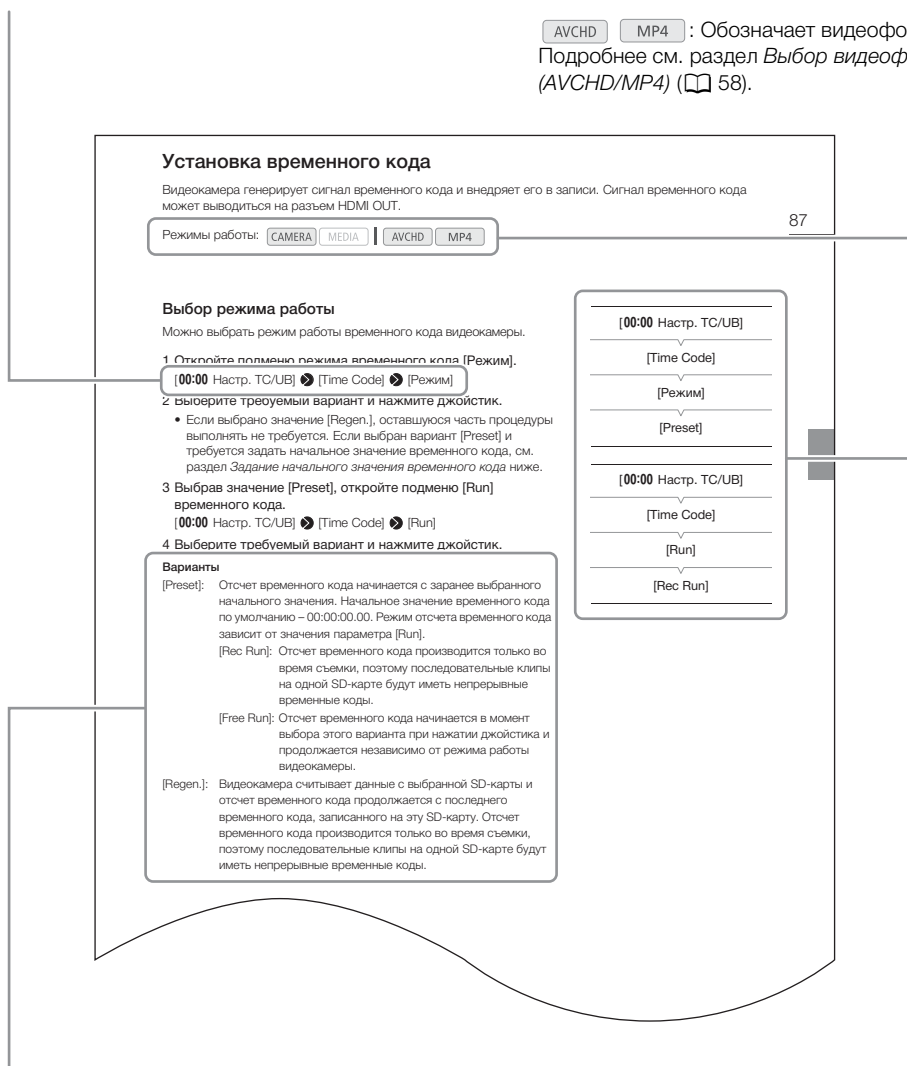 AVCHD MP4 : Обозначает видеофо
Подробнее см. раздел Выбор видеоф
(AVCHD/MP4) ( 58).
Установка временного кода
Видеокамера генерирует сигнал временного кода и внедряет его в записи. Сигнал временного кода
может выводиться на разъем HDMI OUT.
87
Режимы работы: CAMERA MEDIA AVCHD MP4
Выбор режима работы
Можно выбрать режим работы временного кода видеокамеры.
1 Откройте подменю режима временного кода [Режим].
[00:00 Настр. TC/UB] [Time Code] [Режим]
2 Выберите требуемый вариант и нажмите джойстик.
• Если выбрано значение [Regen.], оставшуюся часть процедуры
выполнять не требуется. Если выбран вариант [Preset] и
требуется задать начальное значение временного кода, см.
раздел Задание начального значения временного кода ниже.
3 Выбрав значение [Preset], откройте подменю [Run]
временного кода.
[00:00 Настр. TC/UB] [Time Code] [Run]
4 Выберите требуемый вариант и нажмите джойстик.
Варианты
[Preset]: Отсчет временного кода начинается с заранее выбранного
начального значения. Начальное значение временного кода
по умолчанию – 00:00:00.00. Режим отсчета временного кода
зависит от значения параметра [Run].
[Rec Run]: Отсчет временного кода производится только во
время съемки, поэтому последовательные клипы
на одной SD-карте будут иметь непрерывные
временные коды.
[Free Run]: Отсчет временного кода начинается в момент
выбора этого варианта при нажатии джойстика и
продолжается независимо от режима работы
видеокамеры.
[Regen.]: Видеокамера считывает данные с выбранной SD-карты и
отсчет временного кода продолжается с последнего
временного кода, записанного на эту SD-карту. Отсчет
временного кода производится только во время съемки,
поэтому последовательные клипы на одной SD-карте будут
иметь непрерывные временные коды.
[00:00 Настр. TC/UB]
[Time Code]
[Режим]
[Preset]
[00:00 Настр. TC/UB]
[Time Code]
[Run]
[Rec Run]